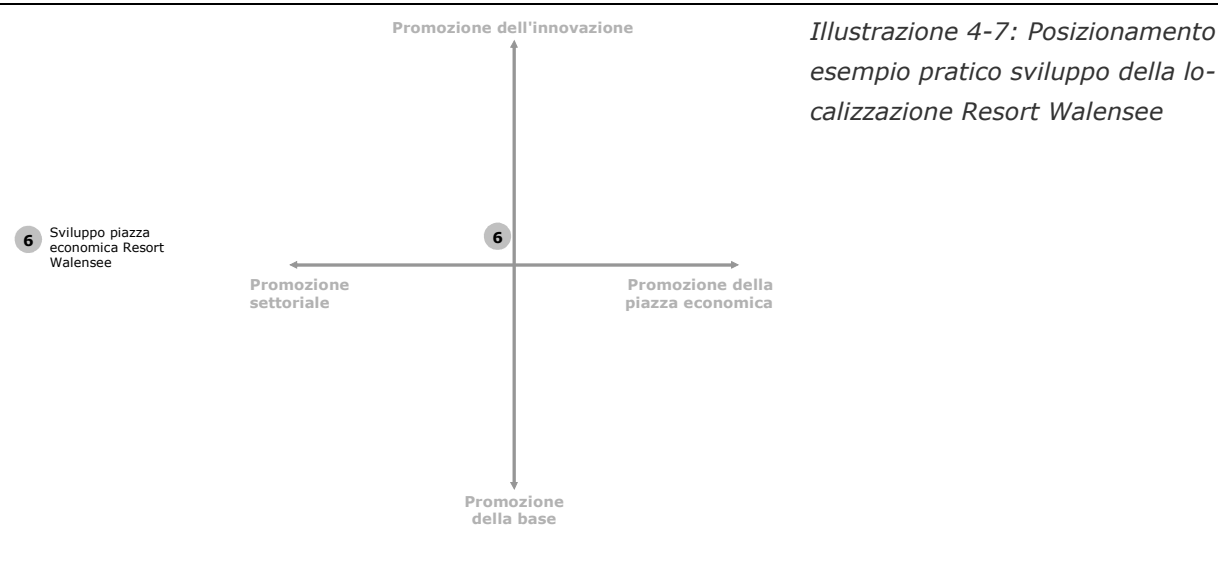 Promozione dell'innovazione
Illustrazione 4-7: Posizionamento
esempio pratico sviluppo della lo-
calizzazione Resort Walensee
6 Sviluppo piazza
economica Resort
Walensee
6
Promozione
settoriale
Promozione della
piazza economica
Promozione
della base